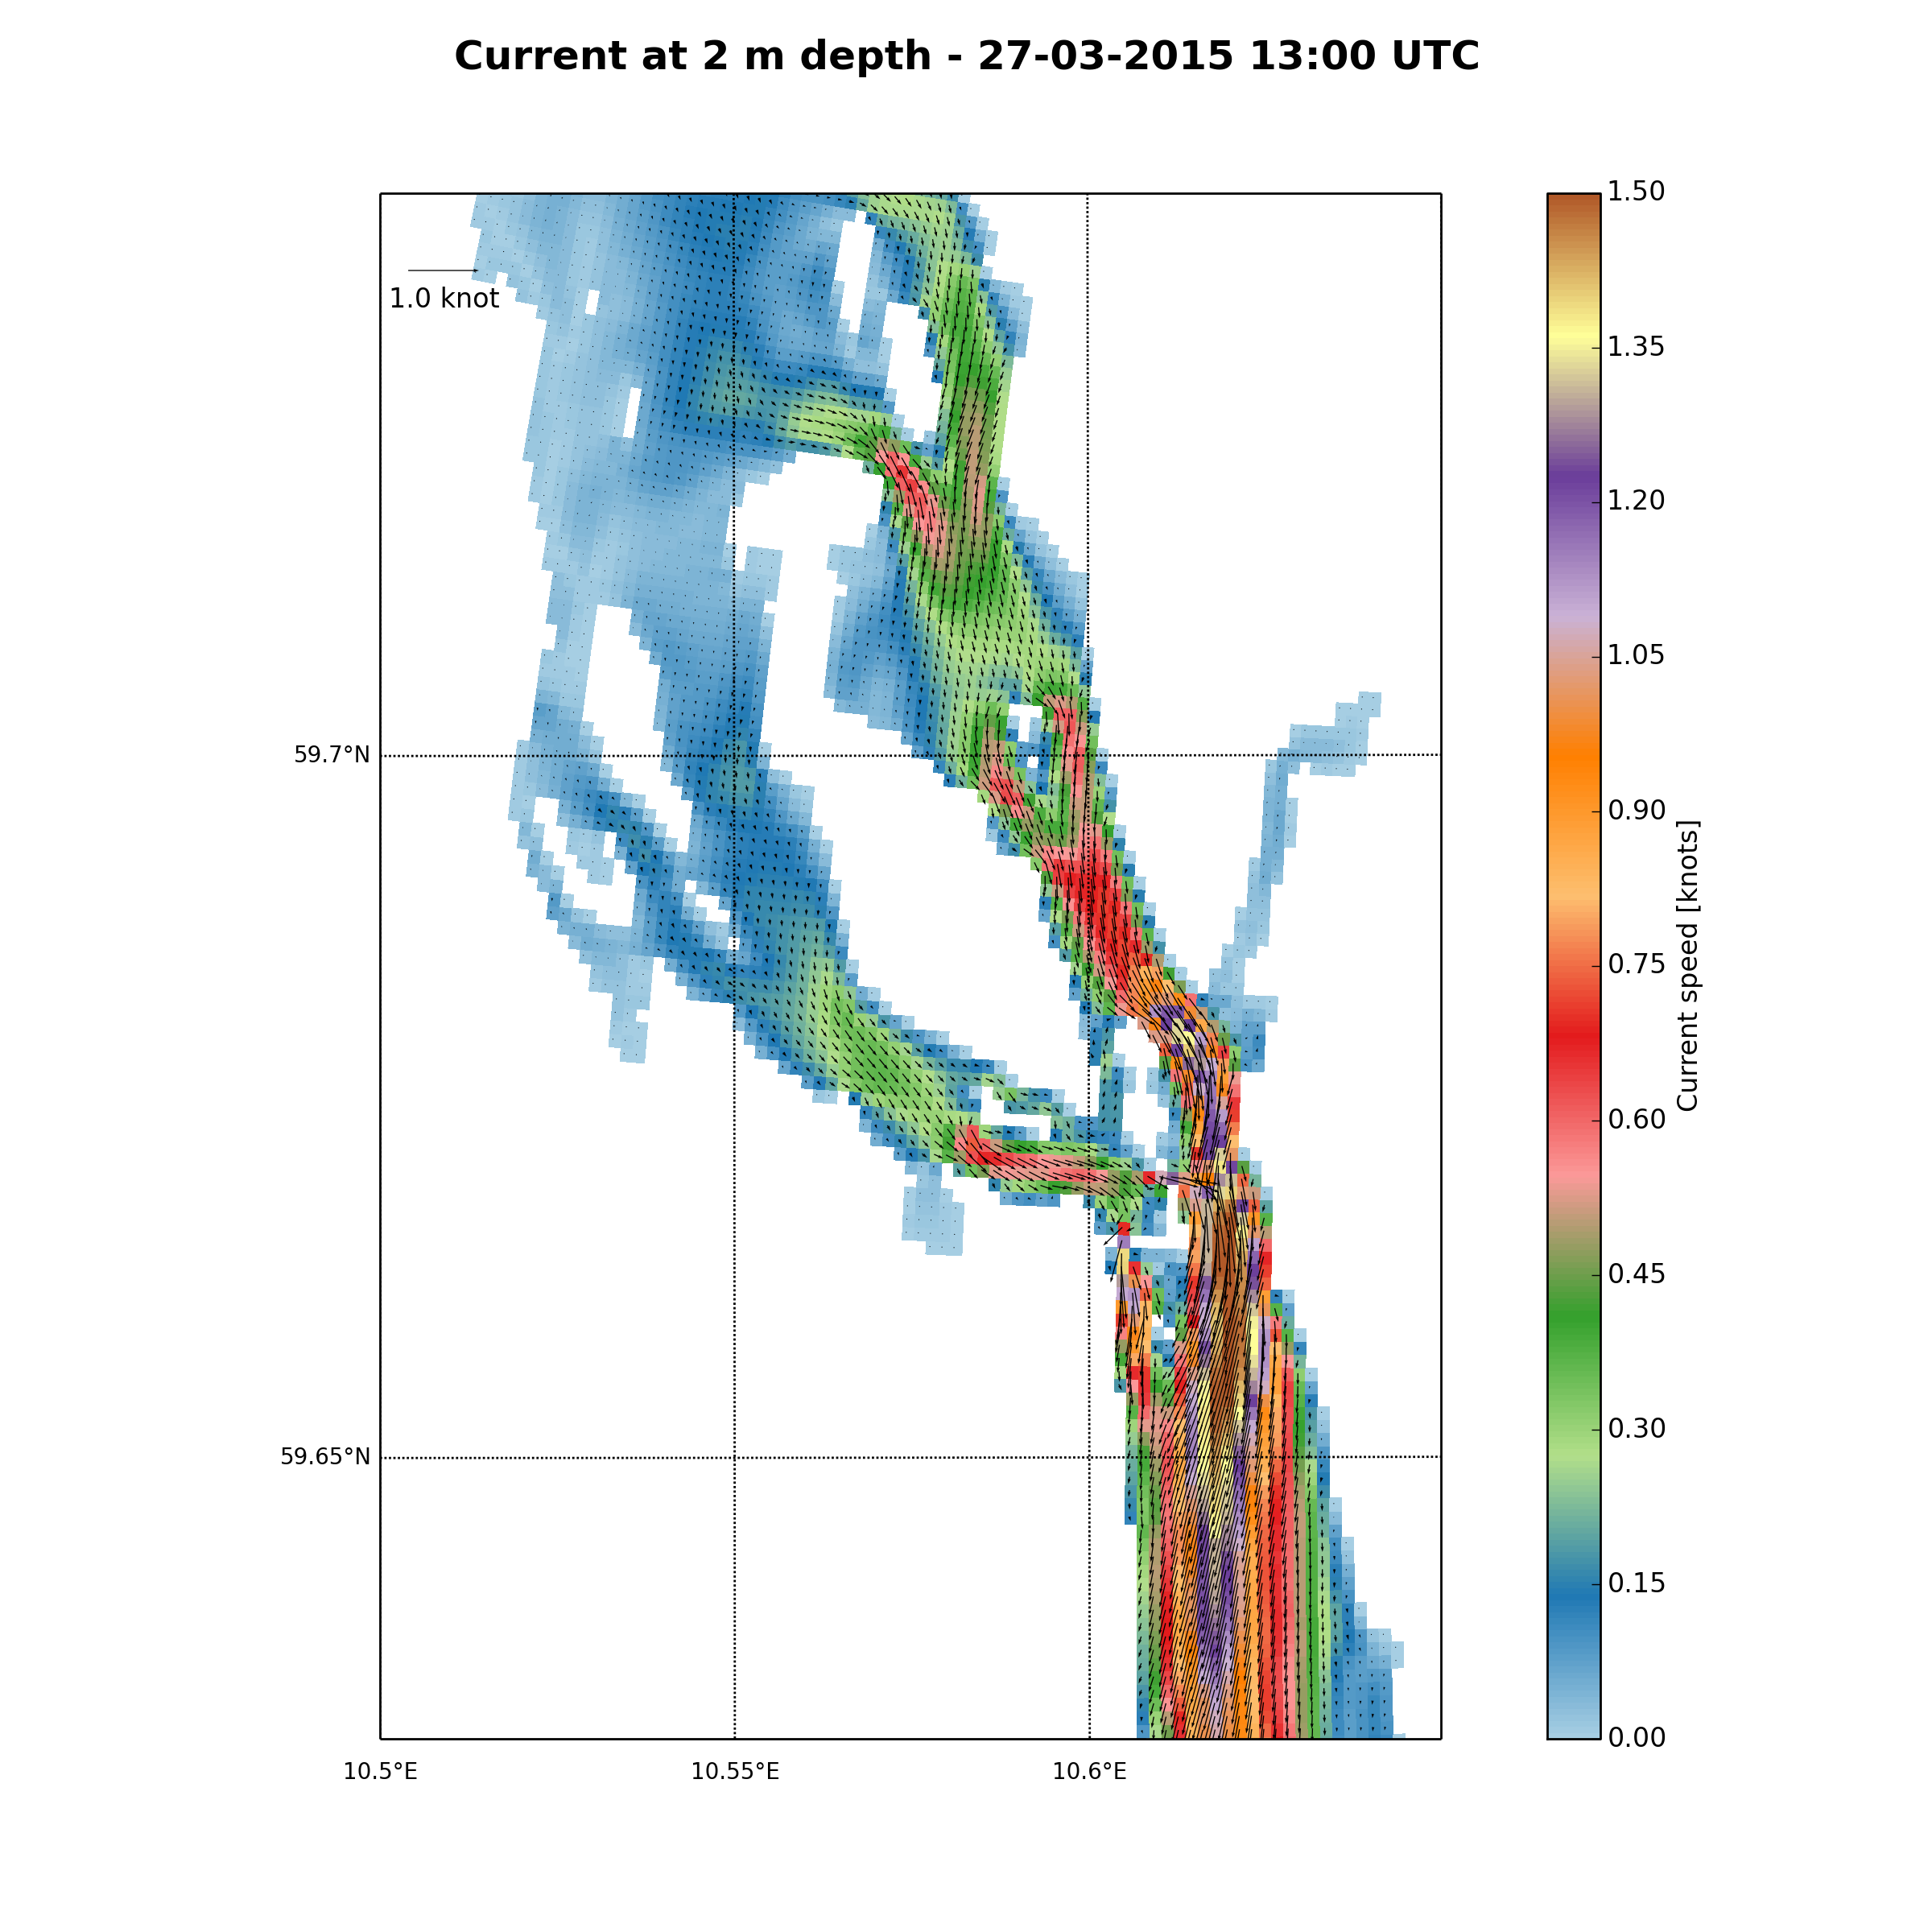 Current at 2 m depth - 27-03-2015 13:00 UTC
1.0 knot
59.7°N
59.65°N
10.5°E
10.55°E
10.6°E
1.50
1.35
1.20
1.05
0.90
0.75
0.60
0.45
0.30
0.15
0.00
Current speed [knots]